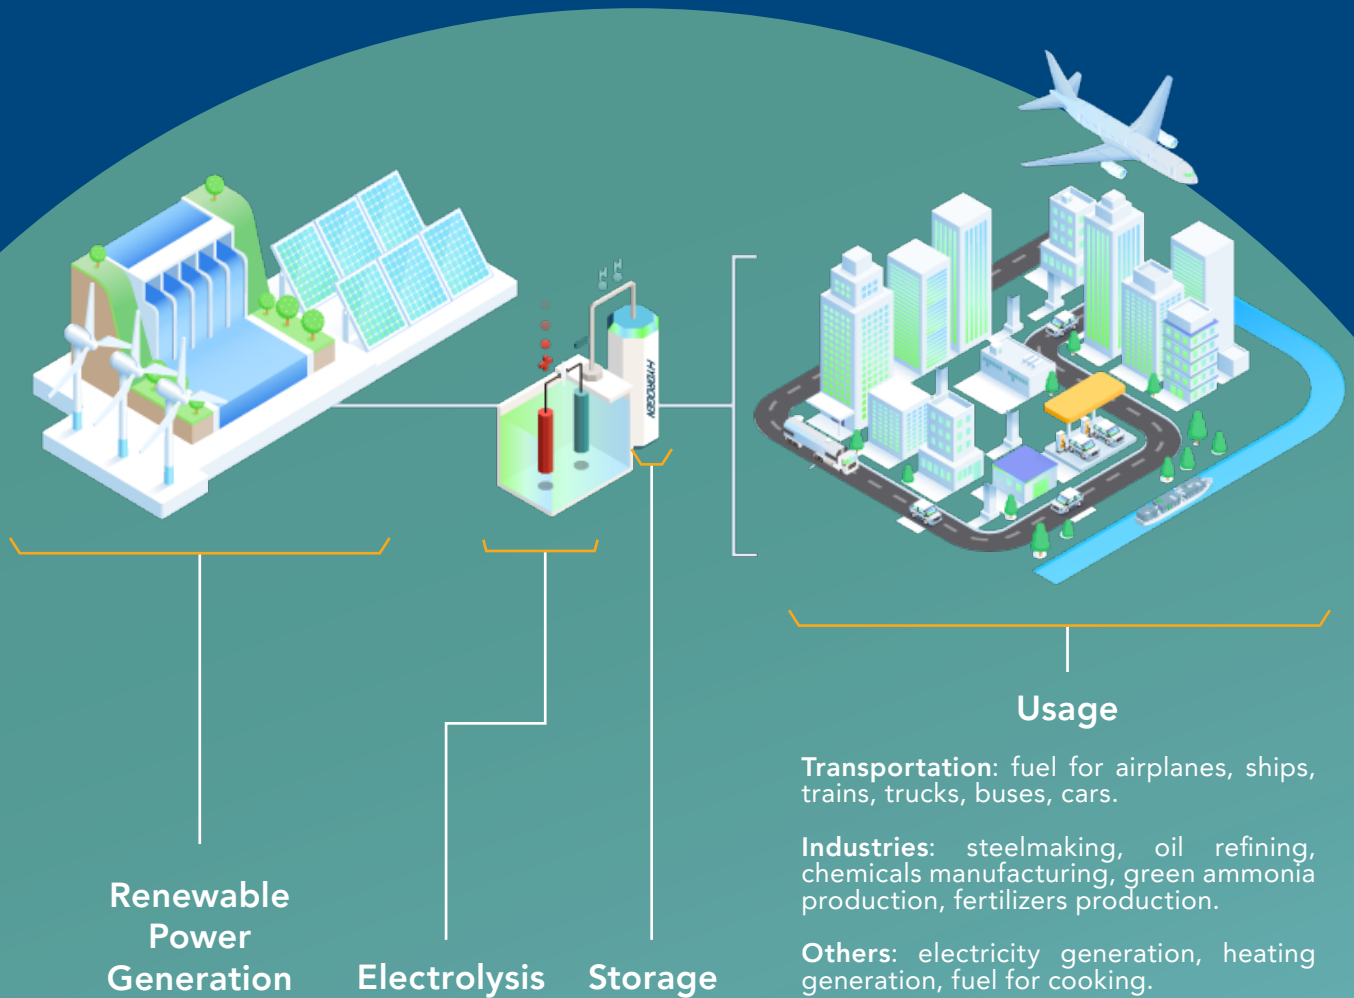 HYDROGEN
Renewable
Power
Generation
Electrolysis
Storage
Usage
Transportation: fuel for airplanes, ships,
trains, trucks, buses, cars.
Industries: steelmaking, oil refining,
chemicals manufacturing, green ammonia
production, fertilizers production.
Others: electricity generation, heating
generation, fuel for cooking.